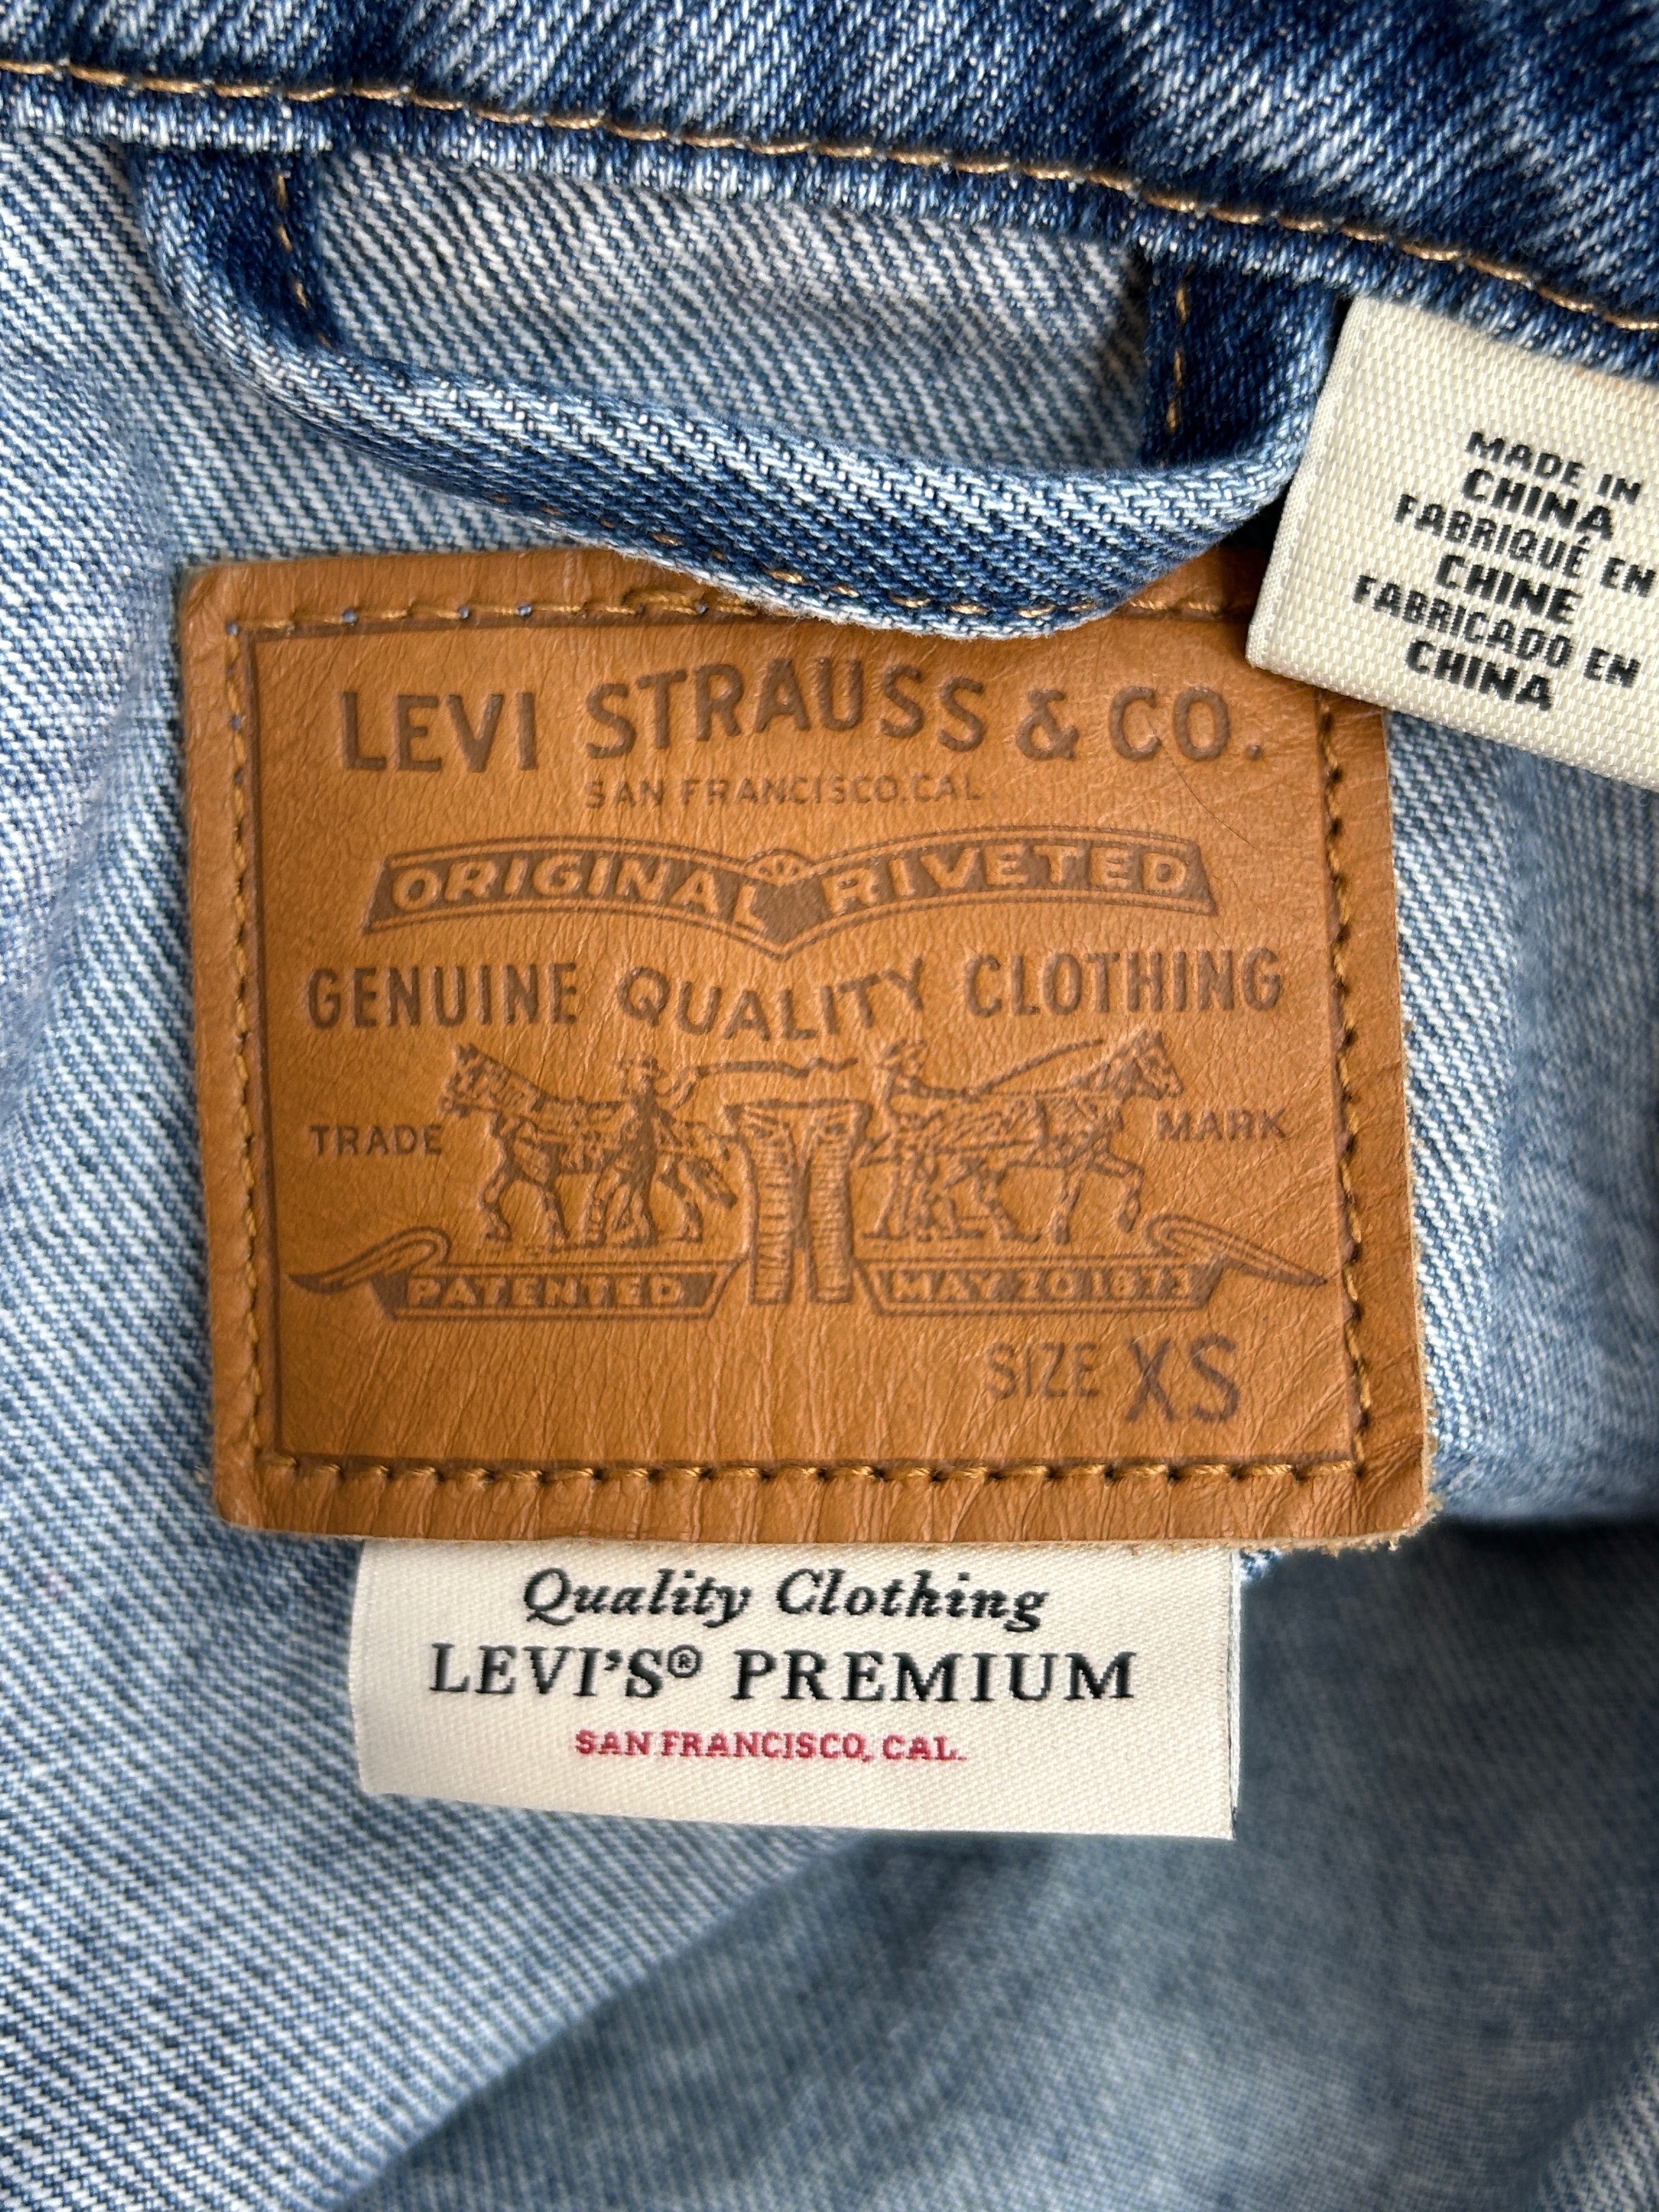 MADE IN
CHINA
FABRIQUÉ EN
CHINE
FABRICADO EN
CHINA
LEVI STRAUSS & CO.
SAN FRANCISCO, CAL.
ORIGINAL RIVETED
GENUINE QUALITY CLOTHING
TRADE MARK
PATENTED MAY 20 1873
SIZE XS
Quality Clothing
LEVI'S® PREMIUM
SAN FRANCISCO, CAL.